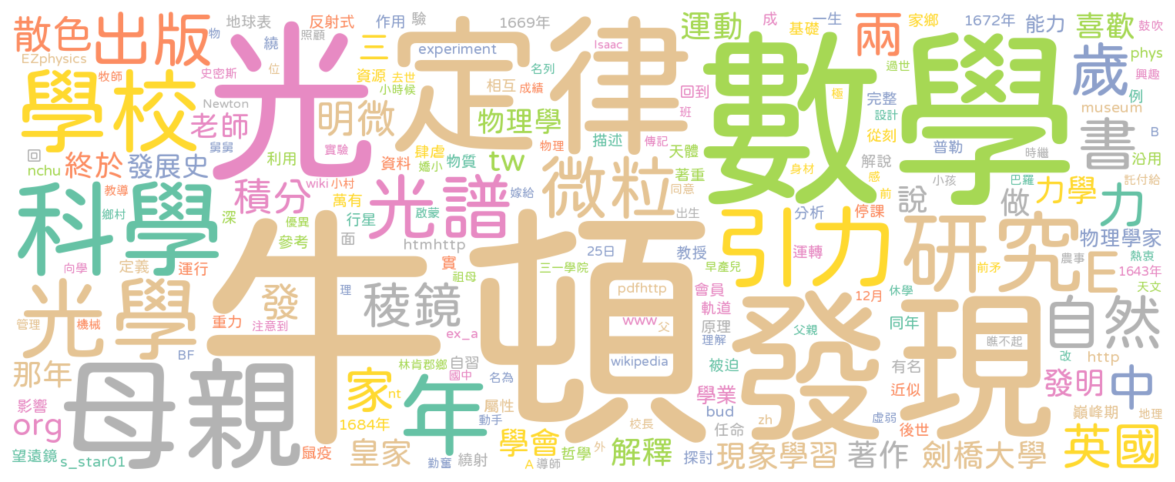 散色
出版
光
定律
數學
地球表
反射式
作用
驗
1669年
Isaac
運動
成
一生
家鄉
1672年
能力
喜歡
鼓吹
物
照顧
繞
三
experiment
基礎
兩
歲
phys
EZphysics
牧師
資源
去世
相互
名列
過世
興趣
學校
史密斯
位
小時候
成績
回到
極
完整
例
museum
Newton
老師
明微
物理學
班
設計
書
B
舅舅
實驗
肆虐
物理
描述
傳記
從刻
普勒
時繼
沿用
回
終於
發展史
利用
資料
物質
tw
天體
解說
nchu
教導
wiki
小村
嬸小
微粒
著重
同意
身材
感
小孩
巴羅
託付給
科學
鄉村
積分
萬有
啟蒙
光譜
嫁給
引力
前
力學
力
深
優異
行星
出生
分析
停課
說
做
物理學家
參考
面
htmhttp
25日
教授
運轉
研究
E
農事
熱衷
向學
定義
運行
牛頓
實
三一學院
早產兒
前矛
1643年
祖母
天文
光學
發
稜鏡
理
pdfhttp
會員
12月
休學
自然
管理
機械
重力
注意到
軌道
發現
同年
www
父
原理
父親
瞧不起
ex_a
理解
BF
wikipedia
改
http
那年
母親
林肯郡鄉
自習
被迫
有名
家
年
國中
名為
nt
學業
近似
發明
中
影響
屬性
巔峰期
地理
org
1684年
動手
校長
bud
zh
任命
虛弱
後世
英國
望遠鏡
s_star01
鼠疫
皇家
勤奮
繞射
學會
A
導師
哲學
外
解釋
探討
現象學習
著作
劍橋大學